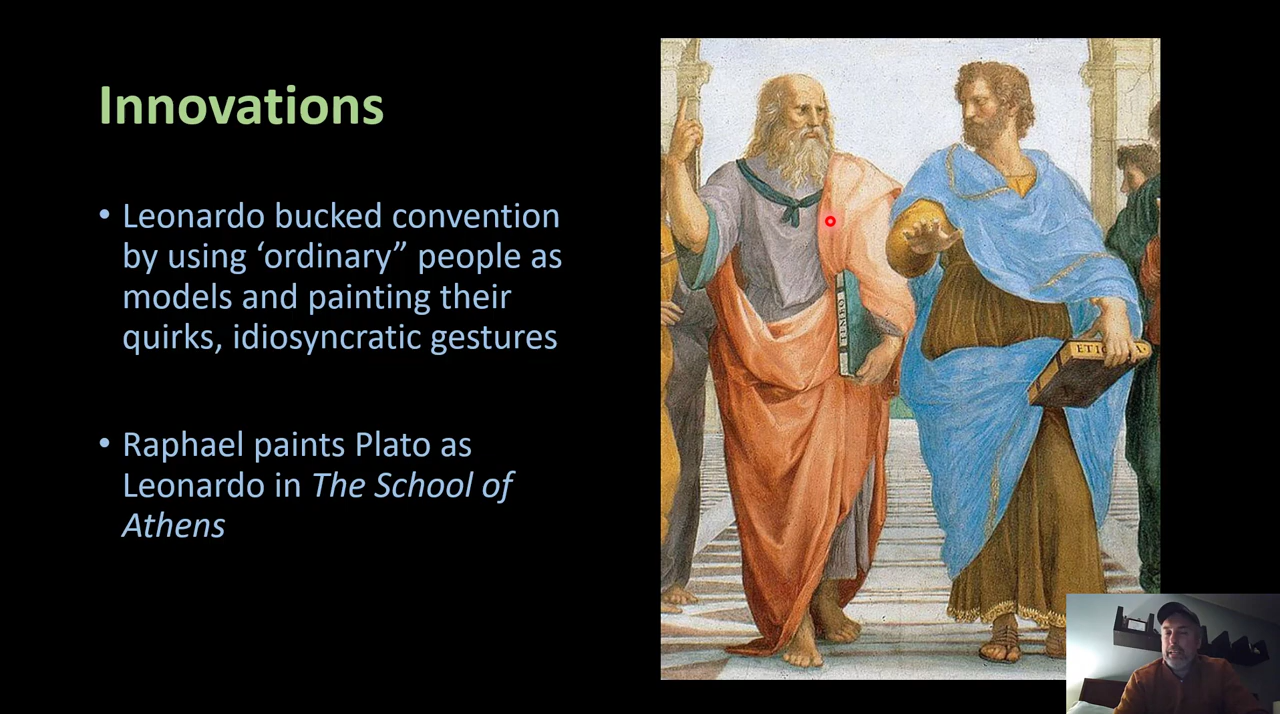 Innovations
• Leonardo bucked convention
by using ‘ordinary” people as
models and painting their
quirks, idiosyncratic gestures
• Raphael paints Plato as
Leonardo in The School of
Athens